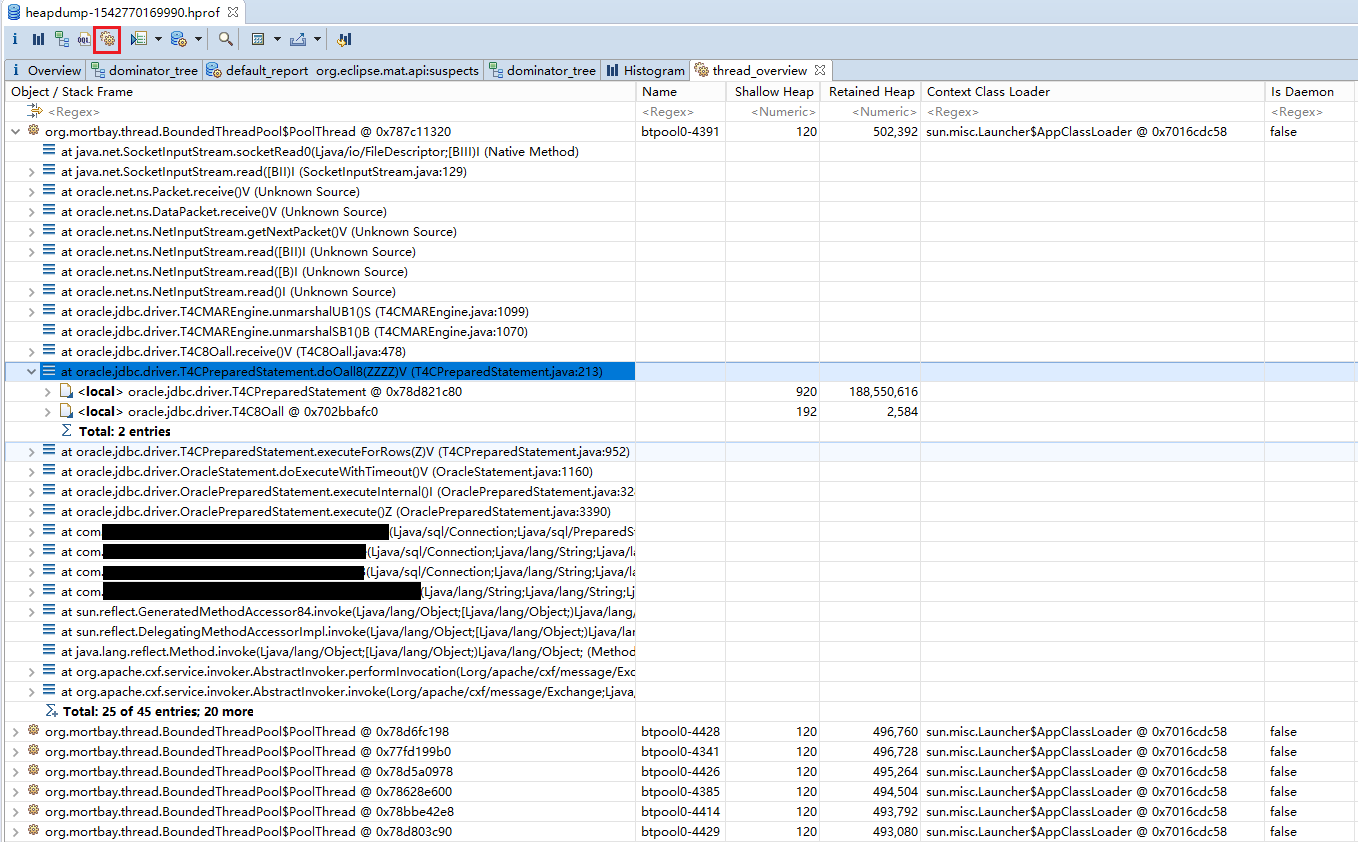 heapdump-1542770169990.hprof
i OQL
i Overview dominator_tree default_report org.eclipse.mat.api:suspects dominator_tree Histogram thread_overview
Object / Stack Frame Name Shallow Heap Retained Heap Context Class Loader Is Daemon
<Regex> <Regex> <Numeric> <Numeric> <Regex> <Regex>
org.mortbay.thread.BoundedThreadPool$PoolThread @ 0x787c11320 btpool0-4391 120 502,392 sun.misc.Launcher$AppClassLoader @ 0x7016cdc58 false
at java.net.SocketInputStream.socketRead0(Ljava/io/FileDescriptor;[BIII)I (Native Method)
at java.net.SocketInputStream.read([BII)I (SocketInputStream.java:129)
at oracle.net.ns.Packet.receive()V (Unknown Source)
at oracle.net.ns.DataPacket.receive()V (Unknown Source)
at oracle.net.ns.NetInputStream.getNextPacket()V (Unknown Source)
at oracle.net.ns.NetInputStream.read([BII)I (Unknown Source)
at oracle.net.ns.NetInputStream.read([B)I (Unknown Source)
at oracle.net.ns.NetInputStream.read()I (Unknown Source)
at oracle.jdbc.driver.T4CMAREngine.unmarshalUB1()S (T4CMAREngine.java:1099)
at oracle.jdbc.driver.T4CMAREngine.unmarshalSB1()B (T4CMAREngine.java:1070)
at oracle.jdbc.driver.T4C8Oall.receive()V (T4C8Oall.java:478)
at oracle.jdbc.driver.T4CPreparedStatement.doOall8(ZZZZ)V (T4CPreparedStatement.java:213)
<local> oracle.jdbc.driver.T4CPreparedStatement @ 0x78d821c80 920 188,550,616
<local> oracle.jdbc.driver.T4C8Oall @ 0x702bbafc0 192 2,584
Σ Total: 2 entries
at oracle.jdbc.driver.T4CPreparedStatement.executeForRows(Z)V (T4CPreparedStatement.java:952)
at oracle.jdbc.driver.OracleStatement.doExecuteWithTimeout()V (OracleStatement.java:1160)
at oracle.jdbc.driver.OraclePreparedStatement.executeInternal()I (OraclePreparedStatement.java:32
at oracle.jdbc.driver.OraclePreparedStatement.execute()Z (OraclePreparedStatement.java:3390)
at com. (Ljava/sql/Connection;Ljava/sql/PreparedS
at com. (Ljava/sql/Connection;Ljava/lang/String;Ljava/l
at com. (Ljava/sql/Connection;Ljava/lang/String;Ljava/la
at com. (Ljava/lang/String;Ljava/lang/String;L
at sun.reflect.GeneratedMethodAccessor84.invoke(Ljava/lang/Object;[Ljava/lang/Object;)Ljava/lang/
at sun.reflect.DelegatingMethodAccessorImpl.invoke(Ljava/lang/Object;[Ljava/lang/Object;)Ljava/lar
at java.lang.reflect.Method.invoke(Ljava/lang/Object;[Ljava/lang/Object;)Ljava/lang/Object; (Method
at org.apache.cxf.service.invoker.AbstractInvoker.performInvocation(Lorg/apache/cxf/message/Exc
at org.apache.cxf.service.invoker.AbstractInvoker.invoke(Lorg/apache/cxf/message/Exchange;Ljava,
Σ Total: 25 of 45 entries; 20 more
org.mortbay.thread.BoundedThreadPool$PoolThread @ 0x78d6fc198 btpool0-4428 120 496,760 sun.misc.Launcher$AppClassLoader @ 0x7016cdc58 false
org.mortbay.thread.BoundedThreadPool$PoolThread @ 0x77fd199b0 btpool0-4341 120 496,728 sun.misc.Launcher$AppClassLoader @ 0x7016cdc58 false
org.mortbay.thread.BoundedThreadPool$PoolThread @ 0x78d5a0978 btpool0-4426 120 495,264 sun.misc.Launcher$AppClassLoader @ 0x7016cdc58 false
org.mortbay.thread.BoundedThreadPool$PoolThread @ 0x78628e600 btpool0-4385 120 494,504 sun.misc.Launcher$AppClassLoader @ 0x7016cdc58 false
org.mortbay.thread.BoundedThreadPool$PoolThread @ 0x78bbe42e8 btpool0-4414 120 493,792 sun.misc.Launcher$AppClassLoader @ 0x7016cdc58 false
org.mortbay.thread.BoundedThreadPool$PoolThread @ 0x78d803c90 btpool0-4429 120 493,080 sun.misc.Launcher$AppClassLoader @ 0x7016cdc58 false